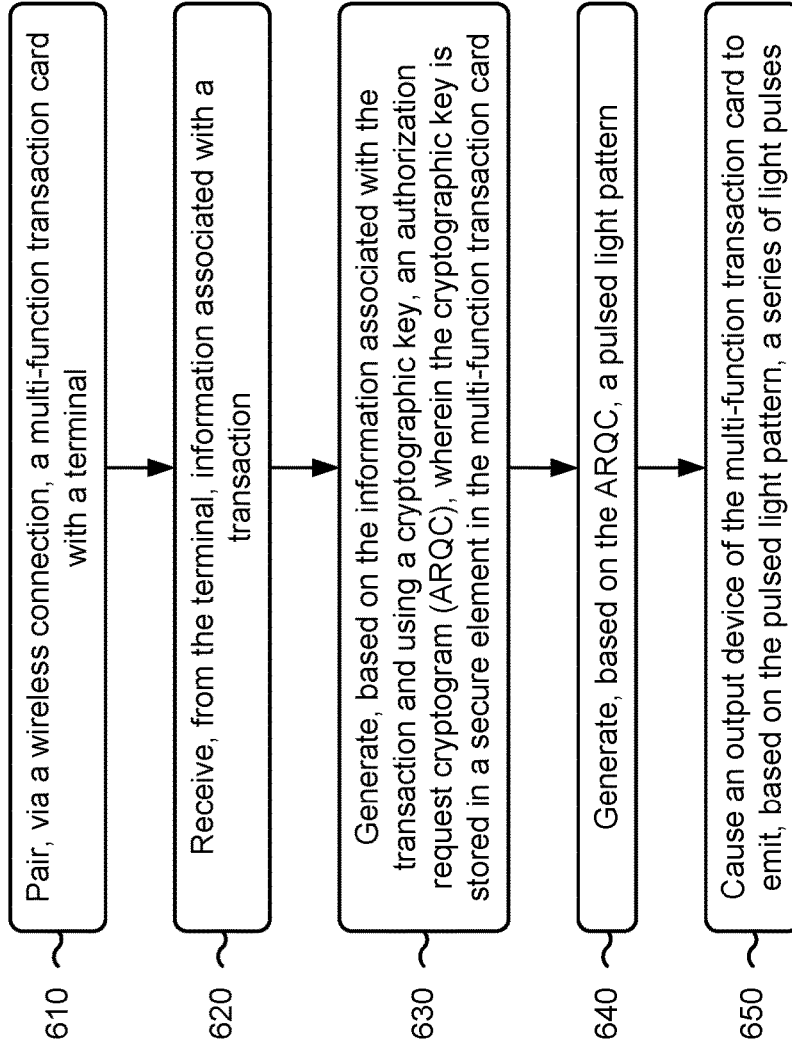 610
Pair, via a wireless connection, a multi-function transaction card
with a terminal
620
Receive, from the terminal, information associated with a
transaction
630
Generate, based on the information associated with the
transaction and using a cryptographic key, an authorization
request cryptogram (ARQC), wherein the cryptographic key is
stored in a secure element in the multi-function transaction card
640
Generate, based on the ARQC, a pulsed light pattern
650
Cause an output device of the multi-function transaction card to
emit, based on the pulsed light pattern, a series of light pulses